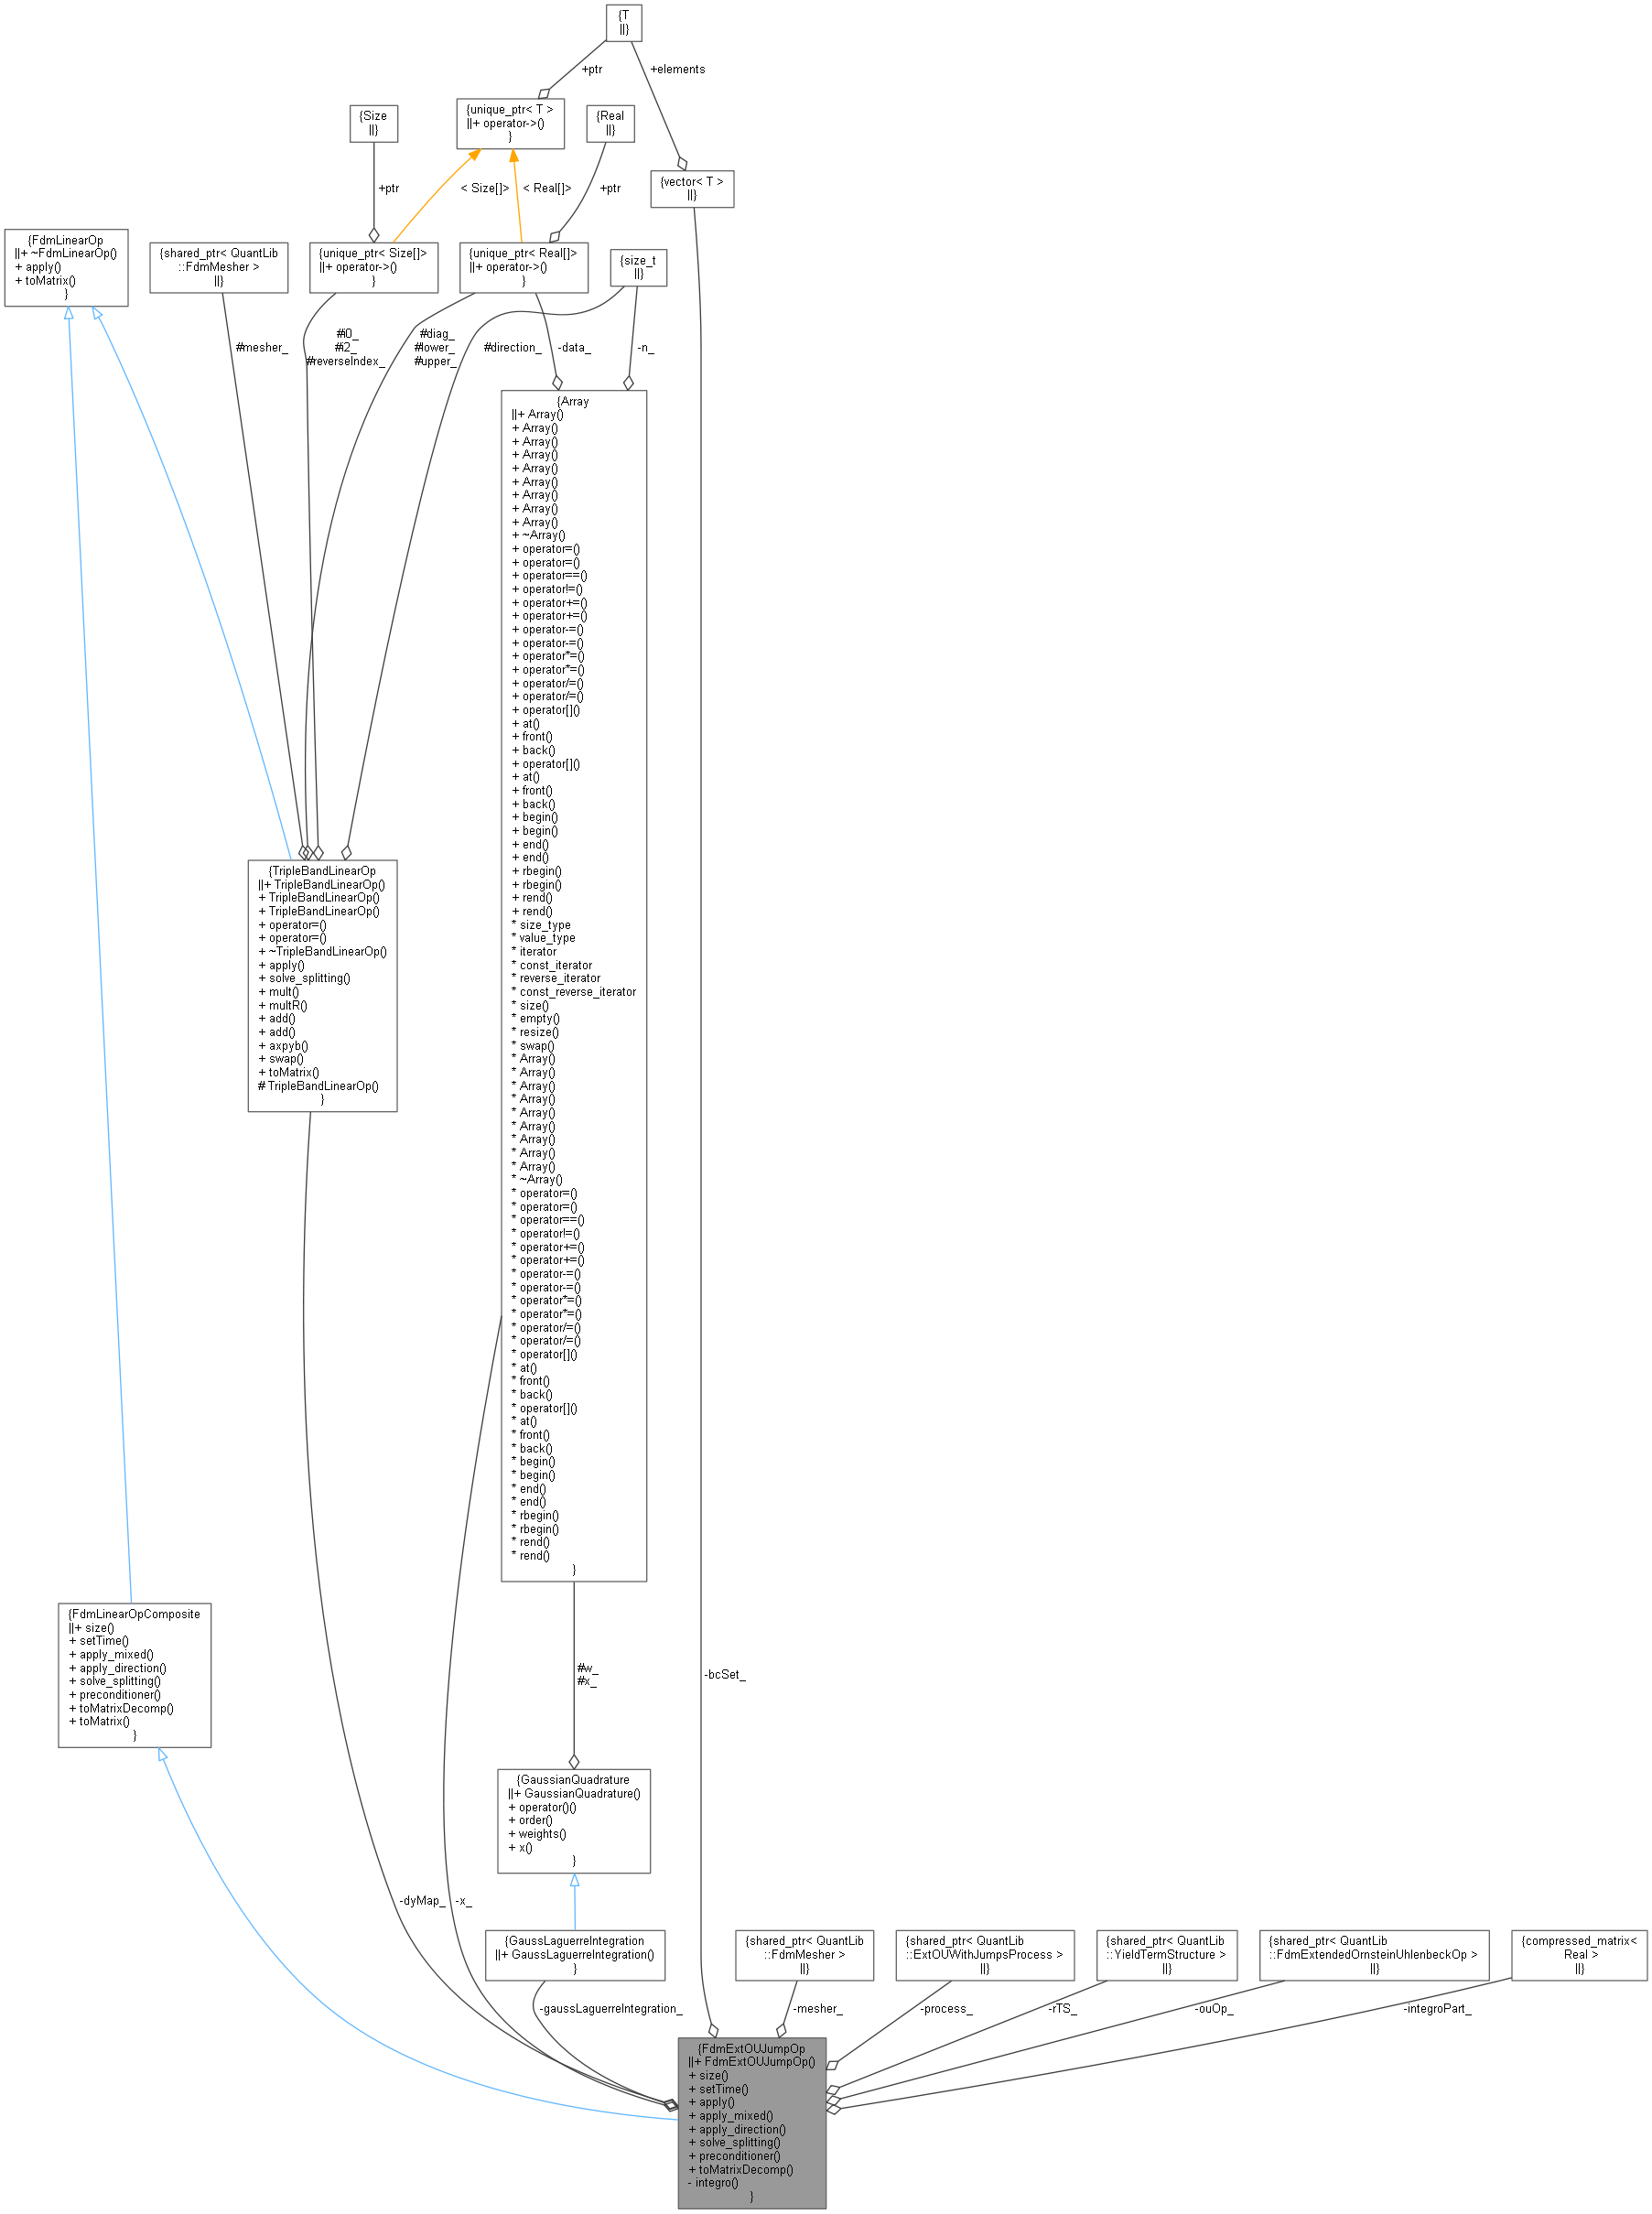 {T
||}
+ptr
+elements
{Size
||}
{unique_ptr< T >
||+ operator->()
}
{Real
||}
{vector< T >
||}
+ptr
< Size[]>
< Real[]>
+ptr
{FdmLinearOp
||+ ~FdmLinearOp()
+ apply()
+ toMatrix()
}
{shared_ptr< QuantLib
::FdmMesher >
||}
{unique_ptr< Size[]>
||+ operator->()
}
{unique_ptr< Real[]>
||+ operator->()
}
{size_t
||}
#mesher_
#i0_
#i2_
#reverseIndex_
#diag_
#lower_
#upper_
#direction_
-data_
-n_
{Array
||+ Array()
+ Array()
+ Array()
+ Array()
+ Array()
+ Array()
+ Array()
+ Array()
+ Array()
+ ~Array()
+ operator=()
+ operator=()
+ operator==()
+ operator!=()
+ operator+=()
+ operator+=()
+ operator-=()
+ operator-=()
+ operator*=()
+ operator*=()
+ operator/=()
+ operator/=()
+ operator[]()
+ at()
+ front()
+ back()
+ operator[]()
+ at()
+ front()
+ back()
+ begin()
+ begin()
+ end()
+ end()
+ rbegin()
+ rbegin()
+ rend()
+ rend()
* size_type
* value_type
* iterator
* const_iterator
* reverse_iterator
* const_reverse_iterator
* size()
* empty()
* resize()
* swap()
* Array()
* Array()
* Array()
* Array()
* Array()
* Array()
* Array()
* Array()
* Array()
* ~Array()
* operator=()
* operator=()
* operator==()
* operator!=()
* operator+=()
* operator+=()
* operator-=()
* operator-=()
* operator*=()
* operator*=()
* operator/=()
* operator/=()
* operator[]()
* at()
* front()
* back()
* operator[]()
* at()
* front()
* back()
* begin()
* begin()
* end()
* end()
* rbegin()
* rbegin()
* rend()
* rend()
}
{TripleBandLinearOp
||+ TripleBandLinearOp()
+ TripleBandLinearOp()
+ TripleBandLinearOp()
+ operator=()
+ operator=()
+ ~TripleBandLinearOp()
+ apply()
+ solve_splitting()
+ mult()
+ multR()
+ add()
+ add()
+ axpyb()
+ swap()
+ toMatrix()
# TripleBandLinearOp()
}
{FdmLinearOpComposite
||+ size()
+ setTime()
+ apply_mixed()
+ apply_direction()
+ solve_splitting()
+ preconditioner()
+ toMatrixDecomp()
+ toMatrix()
}
#w_
#x_
-bcSet_
{GaussianQuadrature
||+ GaussianQuadrature()
+ operator()()
+ order()
+ weights()
+ x()
}
-dyMap_
-x_
{GaussLaguerreIntegration
||+ GaussLaguerreIntegration()
}
{shared_ptr< QuantLib
::FdmMesher >
||}
{shared_ptr< QuantLib
::ExtOUWithJumpsProcess >
||}
{shared_ptr< QuantLib
::YieldTermStructure >
||}
{shared_ptr< QuantLib
::FdmExtendedOrnsteinUhlenbeckOp >
||}
{compressed_matrix<
Real >
||}
-gaussLaguerreIntegration_
-mesher_
-process_
-rTS_
-ouOp_
-integroPart_
{FdmExtOUJumpOp
||+ FdmExtOUJumpOp()
+ size()
+ setTime()
+ apply()
+ apply_mixed()
+ apply_direction()
+ solve_splitting()
+ preconditioner()
+ toMatrixDecomp()
- integro()
}